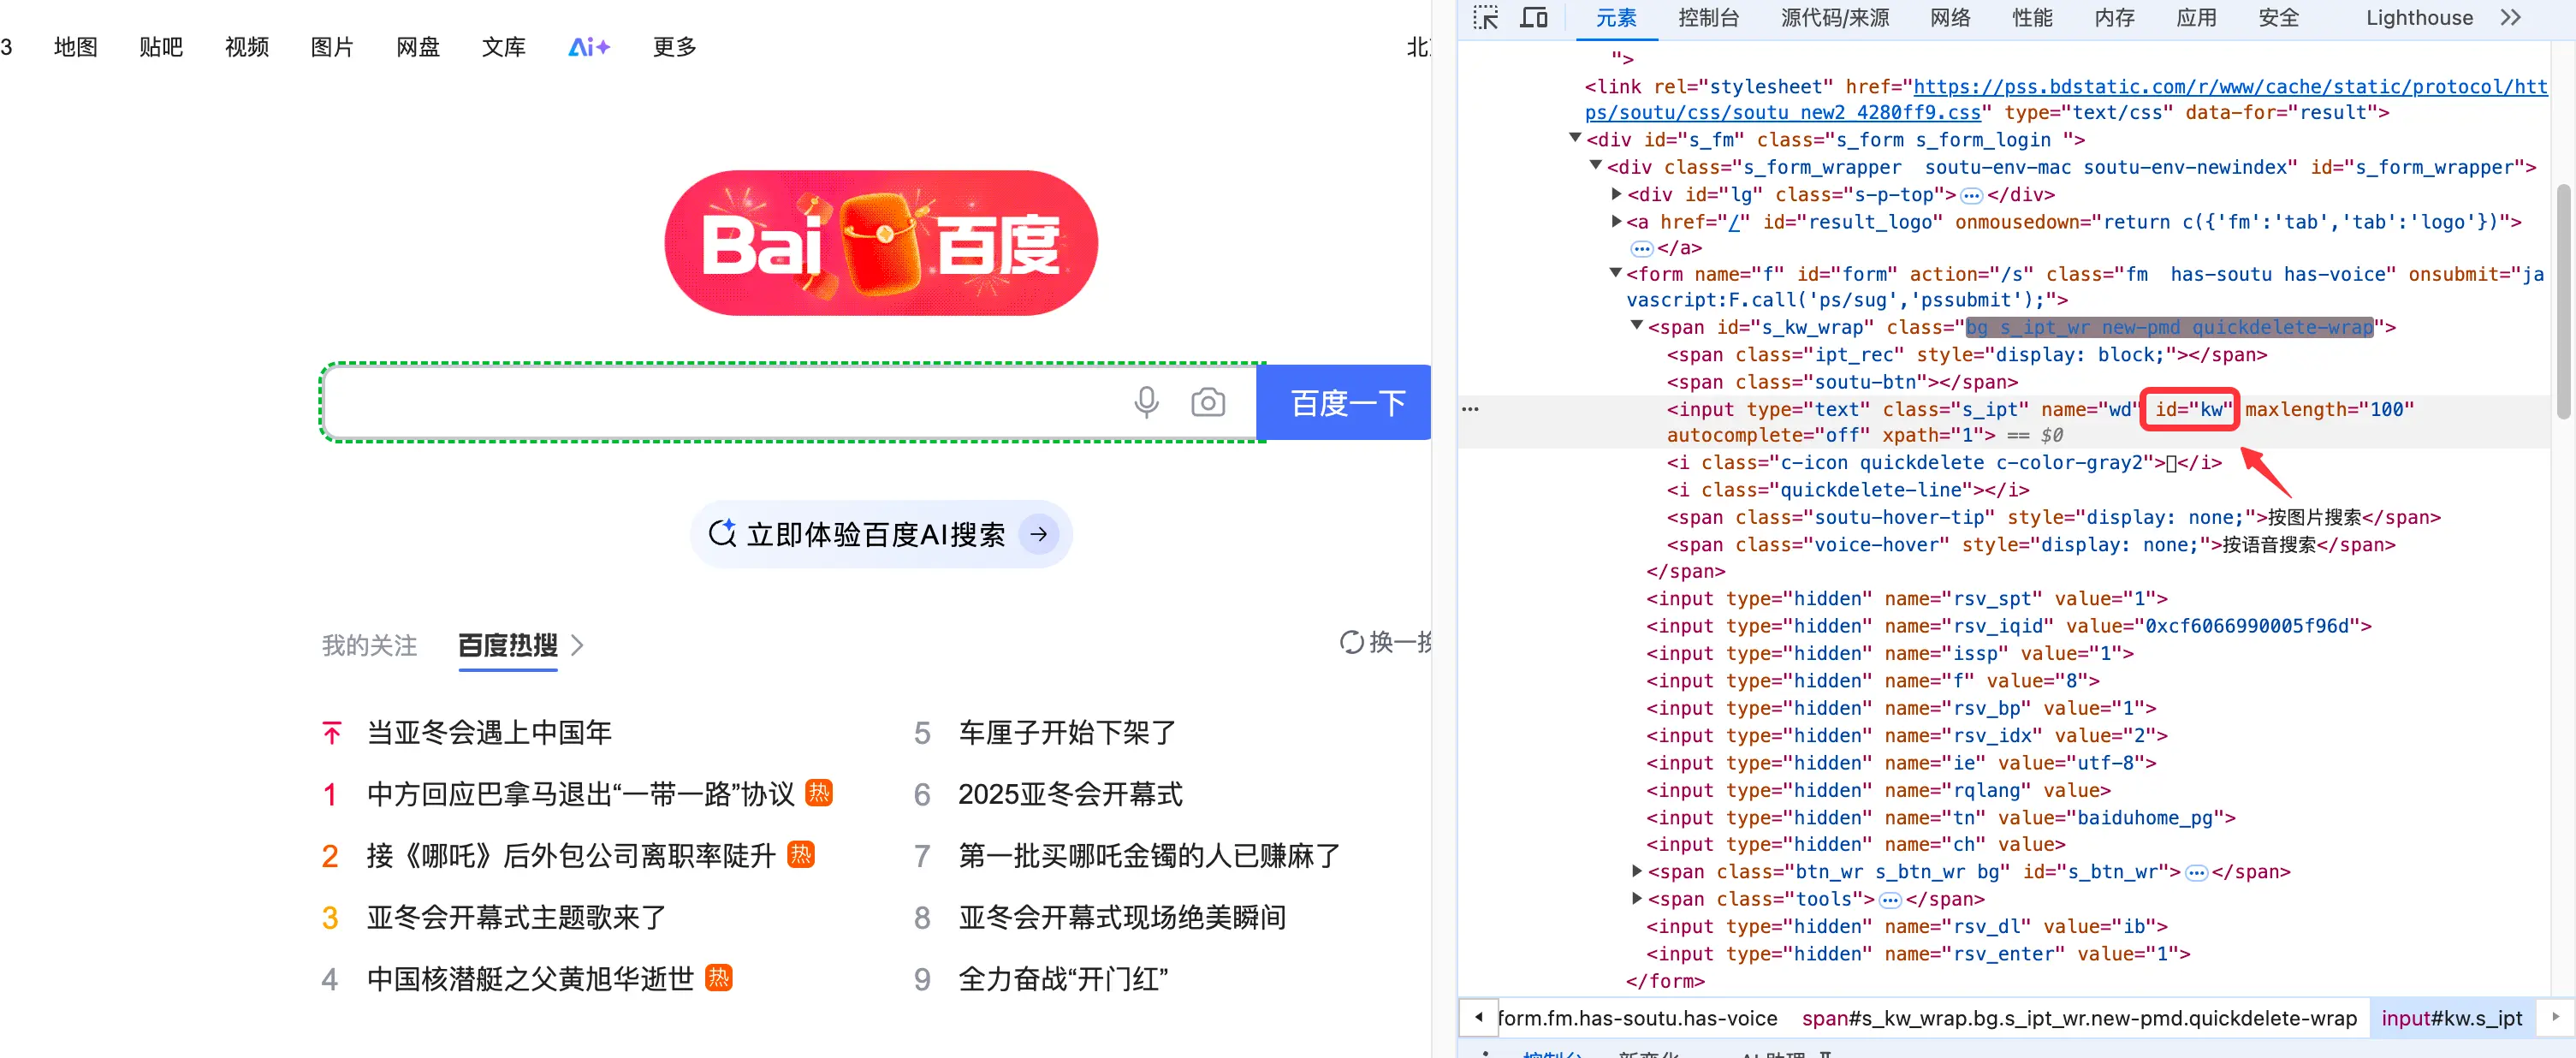 3 地图 贴吧 视频 图片 网盘 文库 Ai 更多
Bai 百度
百度一下
立即体验百度AI搜索
我的关注 百度热搜
当亚冬会遇上中国年
1 中方回应巴拿马退出“一带一路”协议 热
2 接《哪吒》后外包公司离职率陡升 热
3 亚冬会开幕式主题歌来了
4 中国核潜艇之父黄旭华逝世 热
5 车厘子开始下架了
6 2025亚冬会开幕式
7 第一批买哪吒金镯的人已赚麻了
8 亚冬会开幕式现场绝美瞬间
9 全力奋战“开门红”
元素 控制台 源代码/来源 网络 性能 内存 应用 安全 Lighthouse
">
<link rel="stylesheet" href="https://pss.bdstatic.com/r/www/cache/static/protocol/htt
ps/soutu/css/soutu_new2_4280ff9.css" type="text/css" data-for="result">
<div id="s_fm" class="s_form s_form_login ">
<div class="s_form_wrapper  soutu-env-mac soutu-env-newindex" id="s_form_wrapper">
<div id="lg" class="s-p-top">…</div>
<a href="/" id="result_logo" onmousedown="return c({'fm':'tab','tab':'logo'})">
…</a>
<form name="f" id="form" action="/s" class="fm  has-soutu has-voice" onsubmit="ja
vascript:F.call('ps/sug','pssubmit');">
<span id="s_kw_wrap" class="bg s_ipt_wr new-pmd quickdelete-wrap">
<span class="ipt_rec" style="display: block;"></span>
<span class="soutu-btn"></span>
<input type="text" class="s_ipt" name="wd" id="kw" maxlength="100"
autocomplete="off" xpath="1"> == $0
<i class="c-icon quickdelete c-color-gray2"></i>
<i class="quickdelete-line"></i>
<span class="soutu-hover-tip" style="display: none;">按图片搜索</span>
<span class="voice-hover" style="display: none;">按语音搜索</span>
</span>
<input type="hidden" name="rsv_spt" value="1">
<input type="hidden" name="rsv_iqid" value="0xcf6066990005f96d">
<input type="hidden" name="issp" value="1">
<input type="hidden" name="f" value="8">
<input type="hidden" name="rsv_bp" value="1">
<input type="hidden" name="rsv_idx" value="2">
<input type="hidden" name="ie" value="utf-8">
<input type="hidden" name="rqlang" value>
<input type="hidden" name="tn" value="baiduhome_pg">
<input type="hidden" name="ch" value>
<span class="btn_wr s_btn_wr bg" id="s_btn_wr">…</span>
<span class="tools">…</span>
<input type="hidden" name="rsv_dl" value="ib">
<input type="hidden" name="rsv_enter" value="1">
</form>
form.fm.has-soutu.has-voice span#s_kw_wrap.bg.s_ipt_wr.new-pmd.quickdelete-wrap input#kw.s_ipt